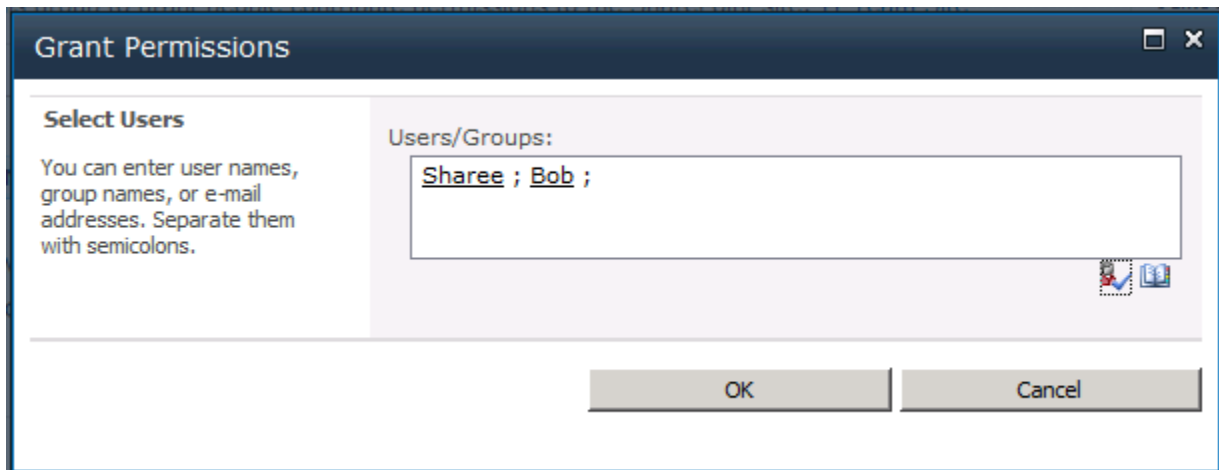 Grant Permissions
Select Users
You can enter user names,
group names, or e-mail
addresses. Separate them
with semicolons.
Users/Groups:
Sharee ; Bob ;
OK
Cancel